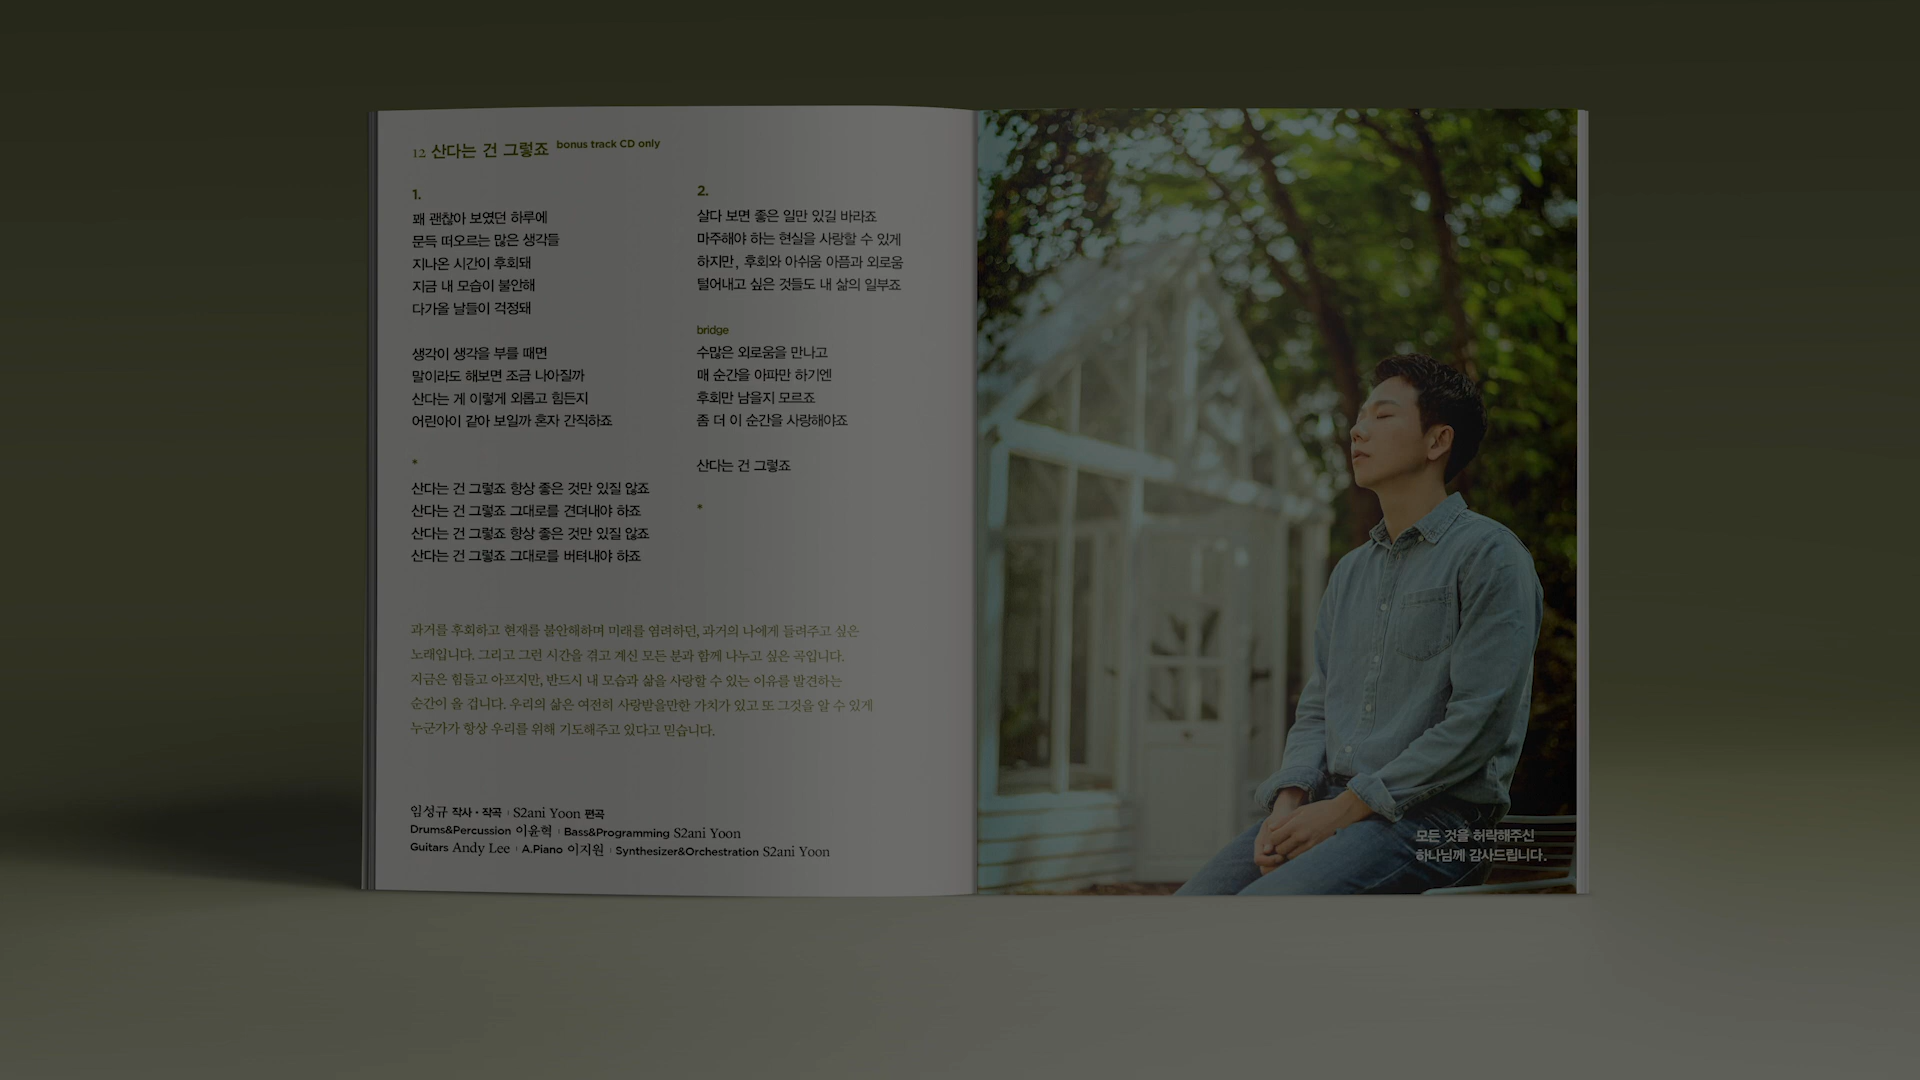 12 산다는 건 그렇죠 bonus track CD only
1.
꽤 괜찮아 보였던 하루에
문득 떠오르는 많은 생각들
지나온 시간이 후회돼
지금 내 모습이 불안해
다가올 날들이 걱정돼
생각이 생각을 부를 때면
말이라도 해보면 조금 나아질까
산다는 게 이렇게 외롭고 힘든지
어린아이 같아 보일까 혼자 간직하죠
*
산다는 건 그렇죠 항상 좋은 것만 있질 않죠
산다는 건 그렇죠 그대로를 견뎌내야 하죠
산다는 건 그렇죠 항상 좋은 것만 있질 않죠
산다는 건 그렇죠 그대로를 버텨내야 하죠
2.
살다 보면 좋은 일만 있길 바라죠
마주해야 하는 현실을 사랑할 수 있게
하지만, 후회와 아쉬움 아픔과 외로움
털어내고 싶은 것들도 내 삶의 일부죠
bridge
수많은 외로움을 만나고
매 순간을 아파만 하기엔
후회만 남을지 모르죠
좀 더 이 순간을 사랑해야죠
산다는 건 그렇죠
*
과거를 후회하고 현재를 불안해하며 미래를 염려하던, 과거의 나에게 들려주고 싶은
노래입니다. 그리고 그런 시간을 겪고 계신 모든 분과 함께 나누고 싶은 곡입니다.
지금은 힘들고 아프지만, 반드시 내 모습과 삶을 사랑할 수 있는 이유를 발견하는
순간이 올 겁니다. 우리의 삶은 여전히 사랑받을만한 가치가 있고 또 그것을 알 수 있게
누군가가 항상 우리를 위해 기도해주고 있다고 믿습니다.
임성규 작사・작곡 | S2ani Yoon 편곡
Drums&Percussion 이윤혁 | Bass&Programming S2ani Yoon
Guitars Andy Lee | A.Piano 이지원 | Synthesizer&Orchestration S2ani Yoon
모든 것을 허락해주신
하나님께 감사드립니다.